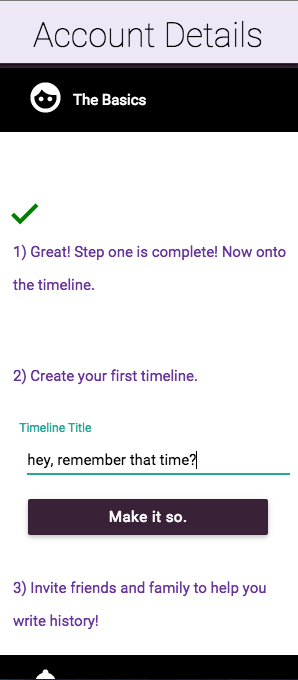 Account Details
The Basics
1) Great! Step one is complete! Now onto
the timeline.
2) Create your first timeline.
Timeline Title
hey, remember that time?
Make it so.
3) Invite friends and family to help you
write history!